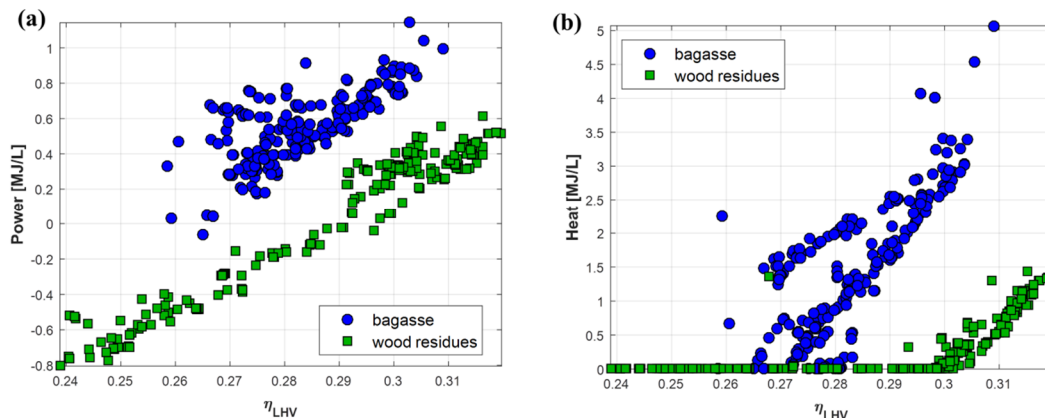 (a)
Power [MJ/L]
1
0.8
0.6
0.4
0.2
0
-0.2
-0.4
-0.6
-0.8
0.24 0.25 0.26 0.27 0.28 0.29 0.3 0.31
ηLHV
bagasse
wood residues
(b)
Heat [MJ/L]
5
4.5
4
3.5
3
2.5
2
1.5
1
0.5
0
0.24 0.25 0.26 0.27 0.28 0.29 0.3 0.31
ηLHV
bagasse
wood residues